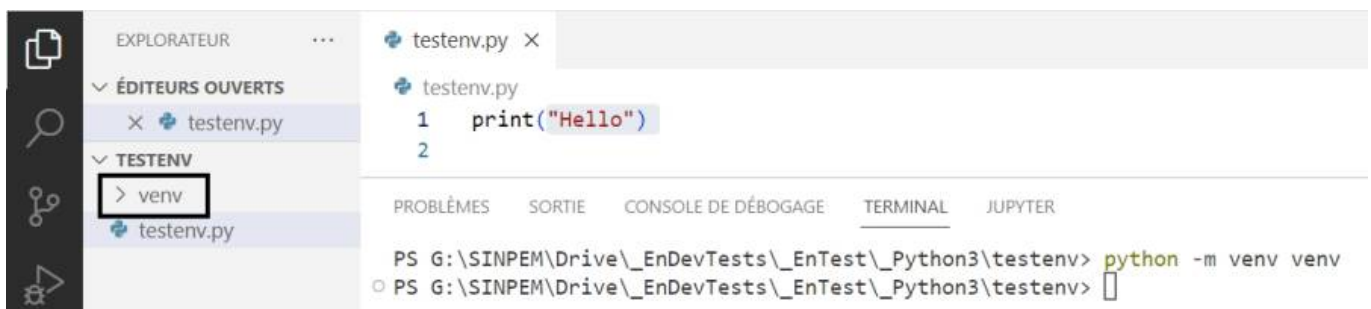 EXPLORATEUR ...
ÉDITEURS OUVERTS
testenv.py
TESTENV
venv
testenv.py
testenv.py
testenv.py
1 print("Hello")
2
PROBLÈMES SORTIE CONSOLE DE DÉBOGAGE TERMINAL JUPYTER
PS G:\SINPEM\Drive\_EnDevTests\_EnTest\_Python3\testenv> python -m venv venv
PS G:\SINPEM\Drive\_EnDevTests\_EnTest\_Python3\testenv>